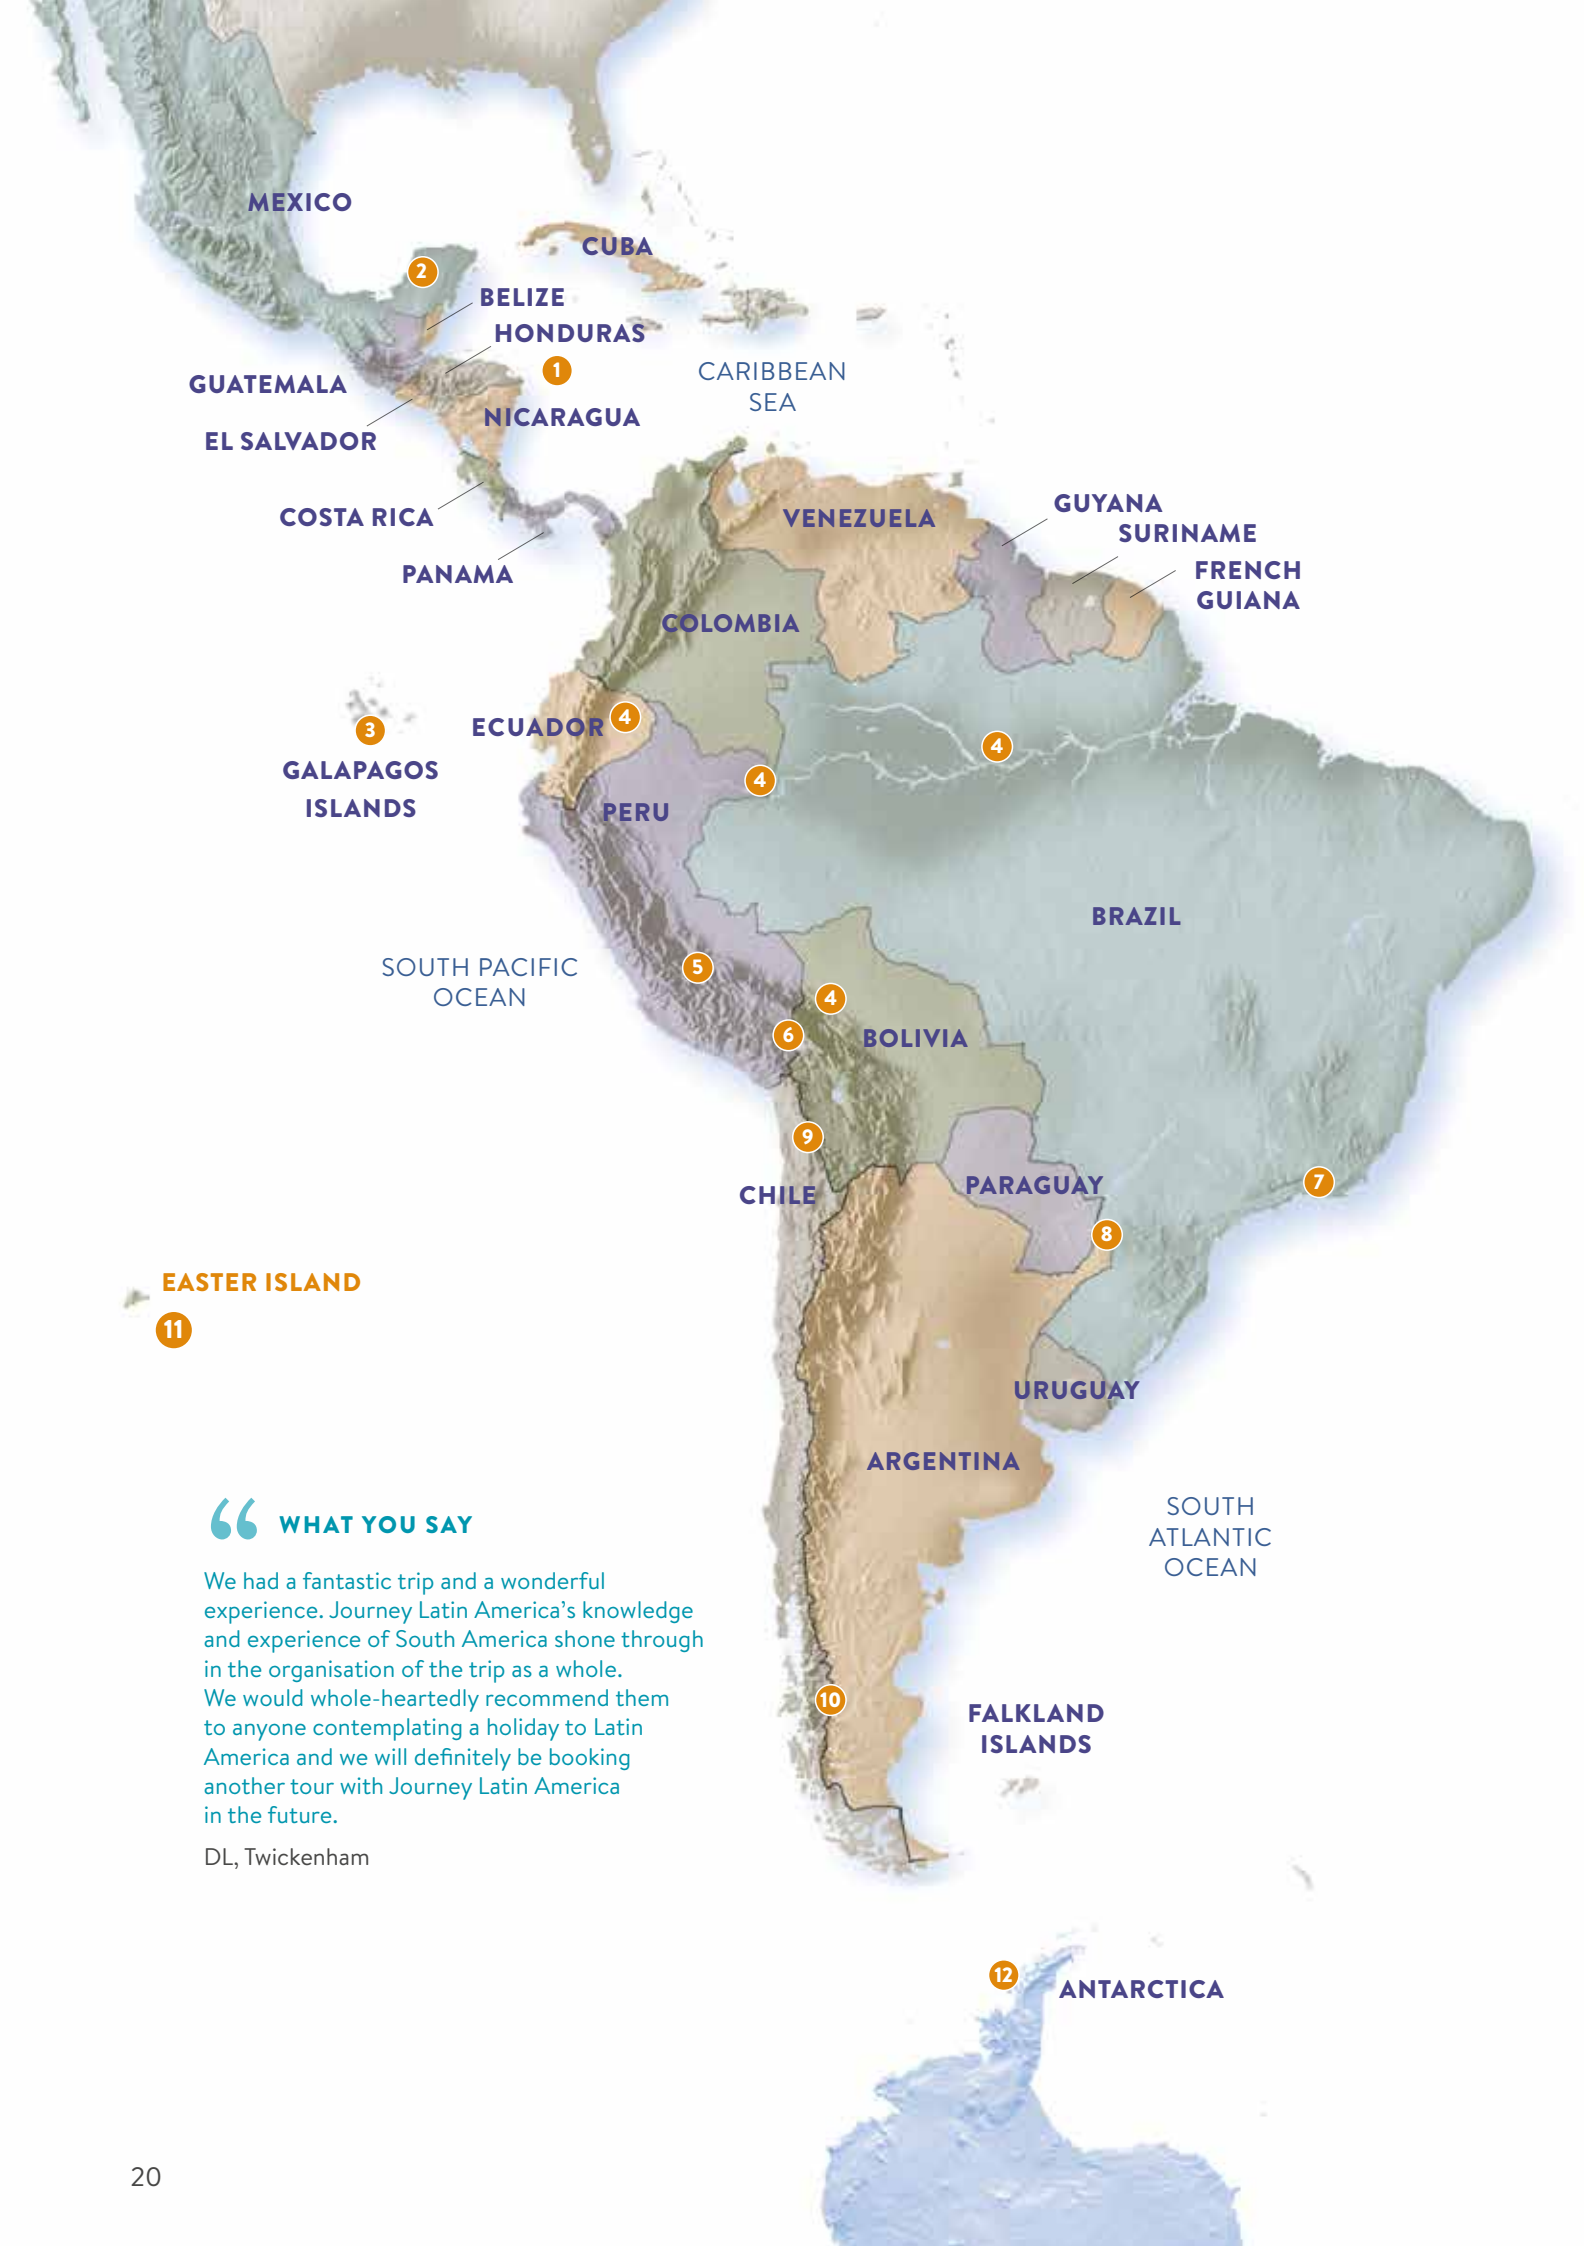 MEXICO
CUBA
2
BELIZE
HONDURAS
1
CARIBBEAN
SEA
GUATEMALA
NICARAGUA
EL SALVADOR
COSTA RICA
VENEZUELA
GUYANA
SURINAME
PANAMA
FRENCH
GUIANA
COLOMBIA
3
ECUADOR
4
4
GALAPAGOS
ISLANDS
4
PERU
BRAZIL
SOUTH PACIFIC
OCEAN
5
4
6
BOLIVIA
9
CHILE
PARAGUAY
7
8
EASTER ISLAND
11
URUGUAY
ARGENTINA
SOUTH
ATLANTIC
OCEAN
“ WHAT YOU SAY
We had a fantastic trip and a wonderful
experience. Journey Latin America’s knowledge
and experience of South America shone through
in the organisation of the trip as a whole.
We would whole-heartedly recommend them
to anyone contemplating a holiday to Latin
America and we will definitely be booking
another tour with Journey Latin America
in the future.
DL, Twickenham
10
FALKLAND
ISLANDS
12
ANTARCTICA
20